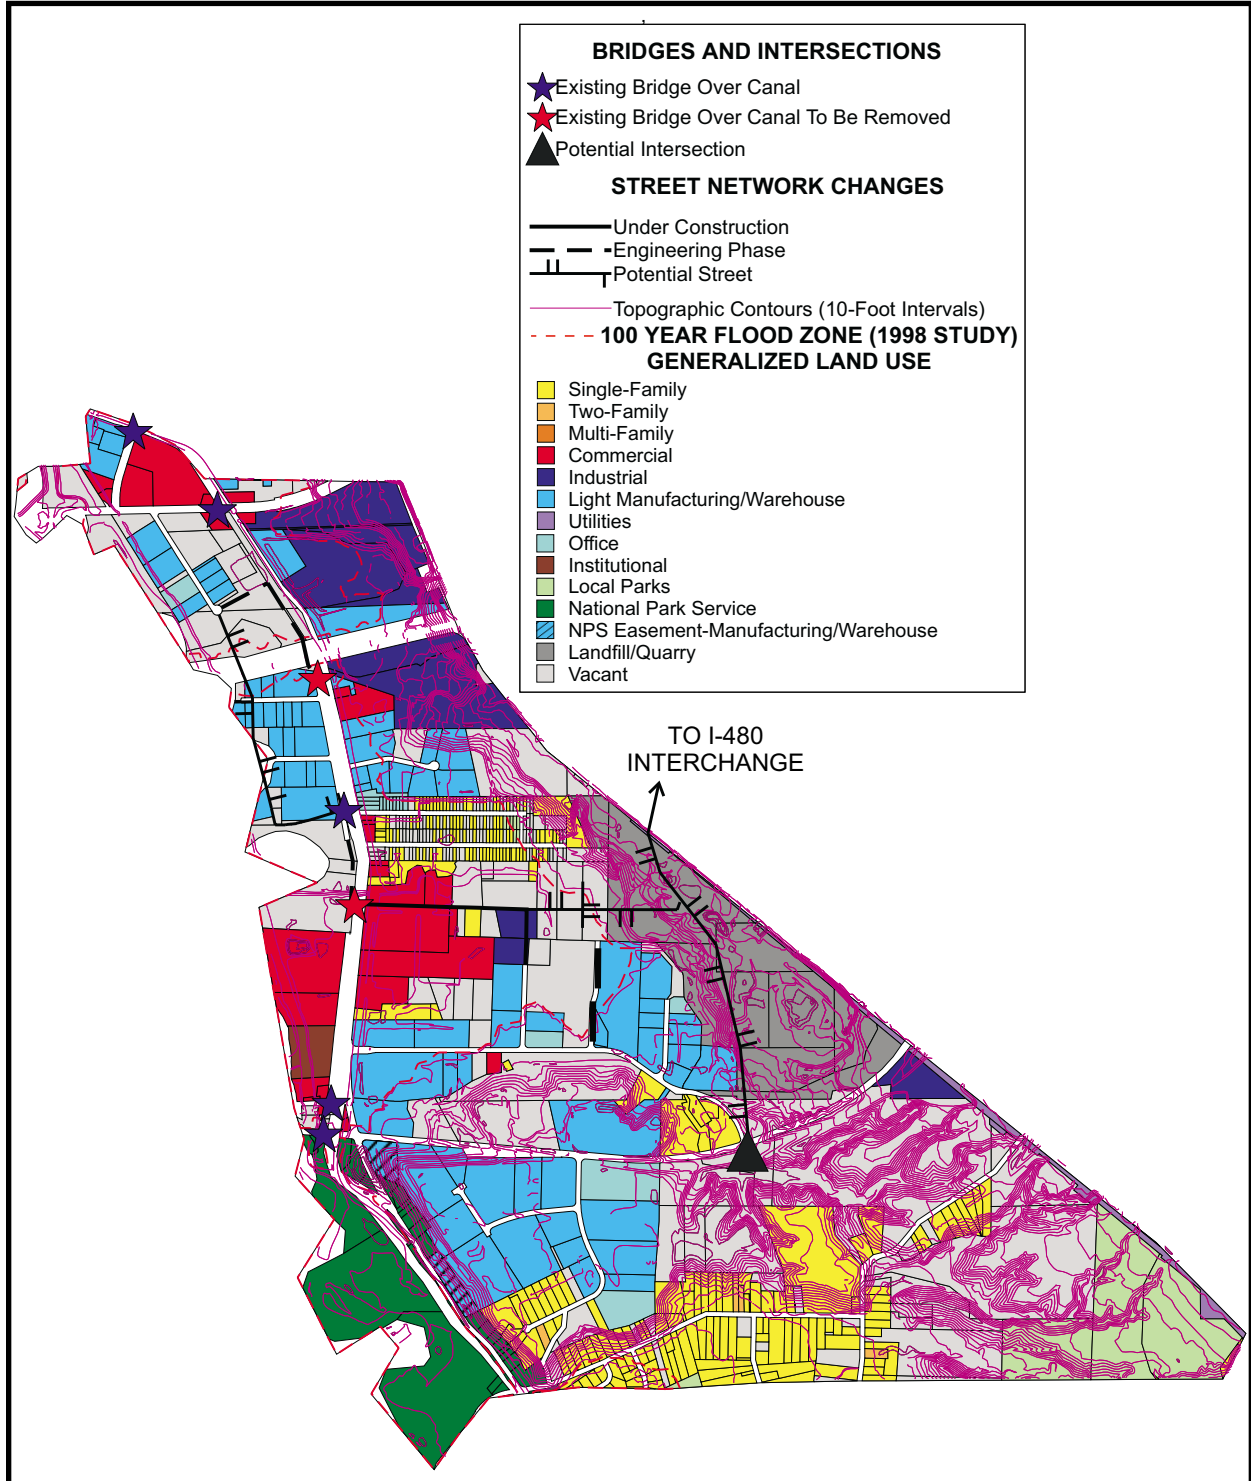 BRIDGES AND INTERSECTIONS
Existing Bridge Over Canal
Existing Bridge Over Canal To Be Removed
Potential Intersection
STREET NETWORK CHANGES
Under Construction
Engineering Phase
Potential Street
Topographic Contours (10-Foot Intervals)
100 YEAR FLOOD ZONE (1998 STUDY)
GENERALIZED LAND USE
Single-Family
Two-Family
Multi-Family
Commercial
Industrial
Light Manufacturing/Warehouse
Utilities
Office
Institutional
Local Parks
National Park Service
NPS Easement-Manufacturing/Warehouse
Landfill/Quarry
Vacant
TO I-480
INTERCHANGE